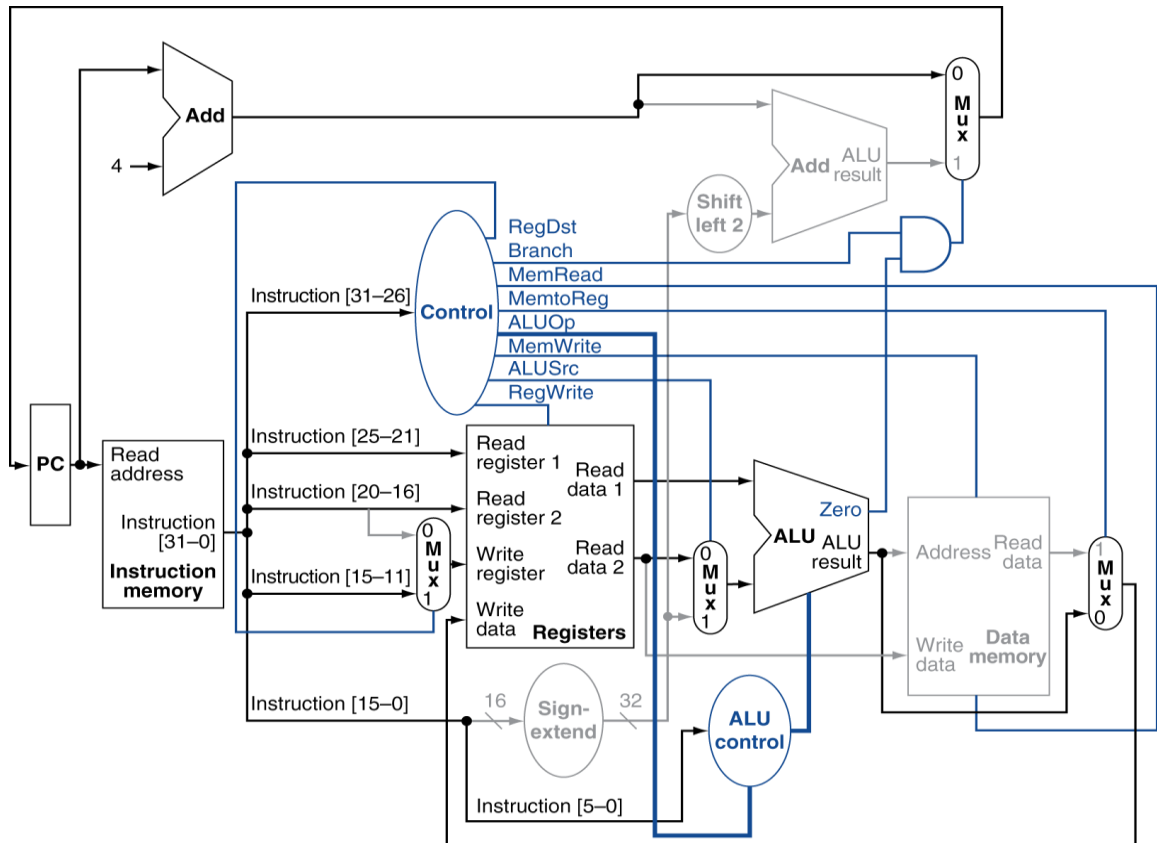 0
M
u
x
1
Add
4
Add
ALU
result
Shift
left 2
RegDst
Branch
MemRead
MemtoReg
ALUOp
MemWrite
ALUSrc
RegWrite
Instruction [31–26]
Control
PC
Read
address
Instruction
[31–0]
Instruction
memory
Instruction [25–21]
Instruction [20–16]
Instruction [15–11]
0
M
u
x
1
Read
register 1
Read
register 2
Write
register
Write
data
Read
data 1
Read
data 2
Registers
0
M
u
x
1
Zero
ALU
ALU
result
Address
Read
data
Write
data
Data
memory
1
M
u
x
0
Instruction [15–0]
16
Sign-
extend
32
ALU
control
Instruction [5–0]